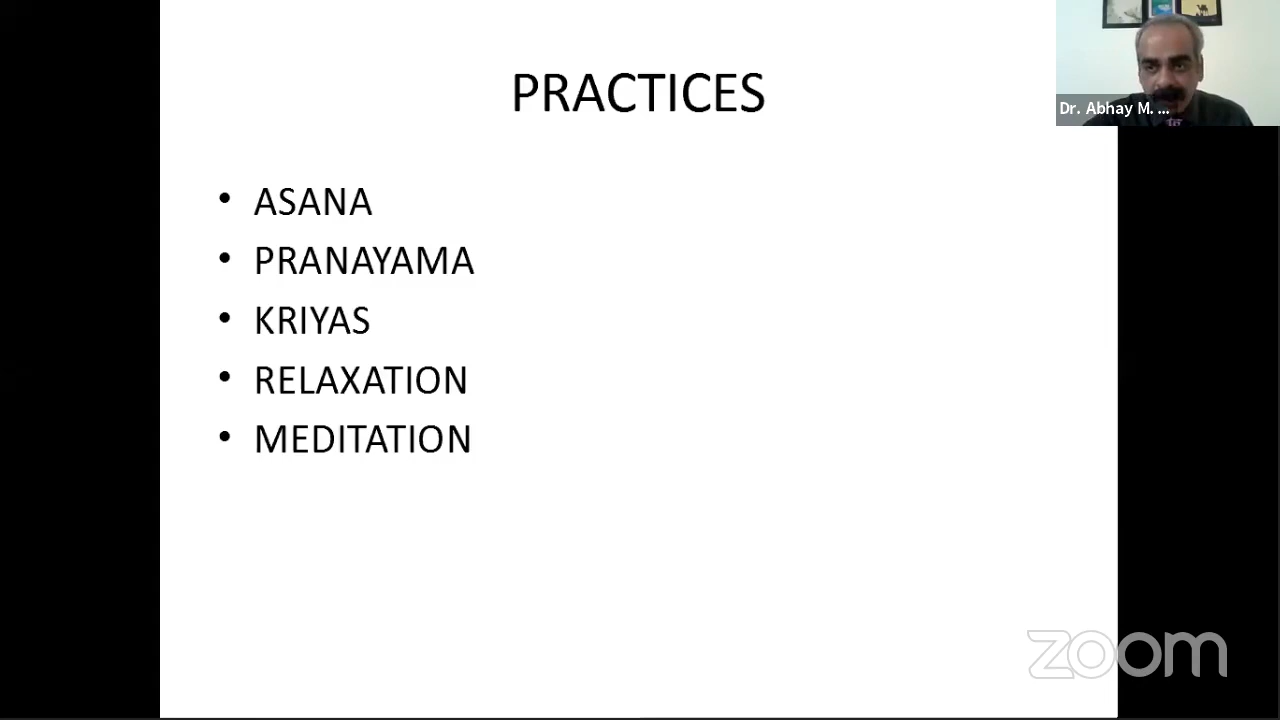 PRACTICES
Dr. Abhay M. ...
• ASANA
• PRANAYAMA
• KRIYAS
• RELAXATION
• MEDITATION
zoom